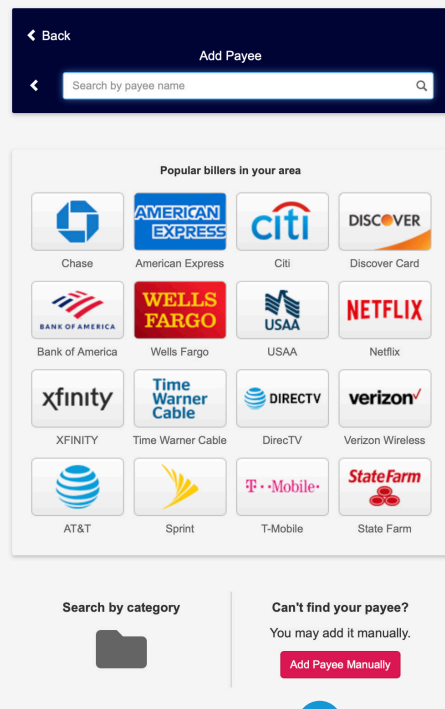 Back
Add Payee
Search by payee name
Popular billers in your area
AMERICAN
EXPRESS
citi
DISCOVER
Chase
American Express
Citi
Discover Card
BANK OF AMERICA
WELLS
FARGO
USAA
NETFLIX
Bank of America
Wells Fargo
USAA
Netflix
xfinity
Time
Warner
Cable
DIRECTV
verizon
XFINITY
Time Warner Cable
DirecTV
Verizon Wireless
T··Mobile·
StateFarm
AT&T
Sprint
T-Mobile
State Farm
Search by category
Can't find your payee?
You may add it manually.
Add Payee Manually